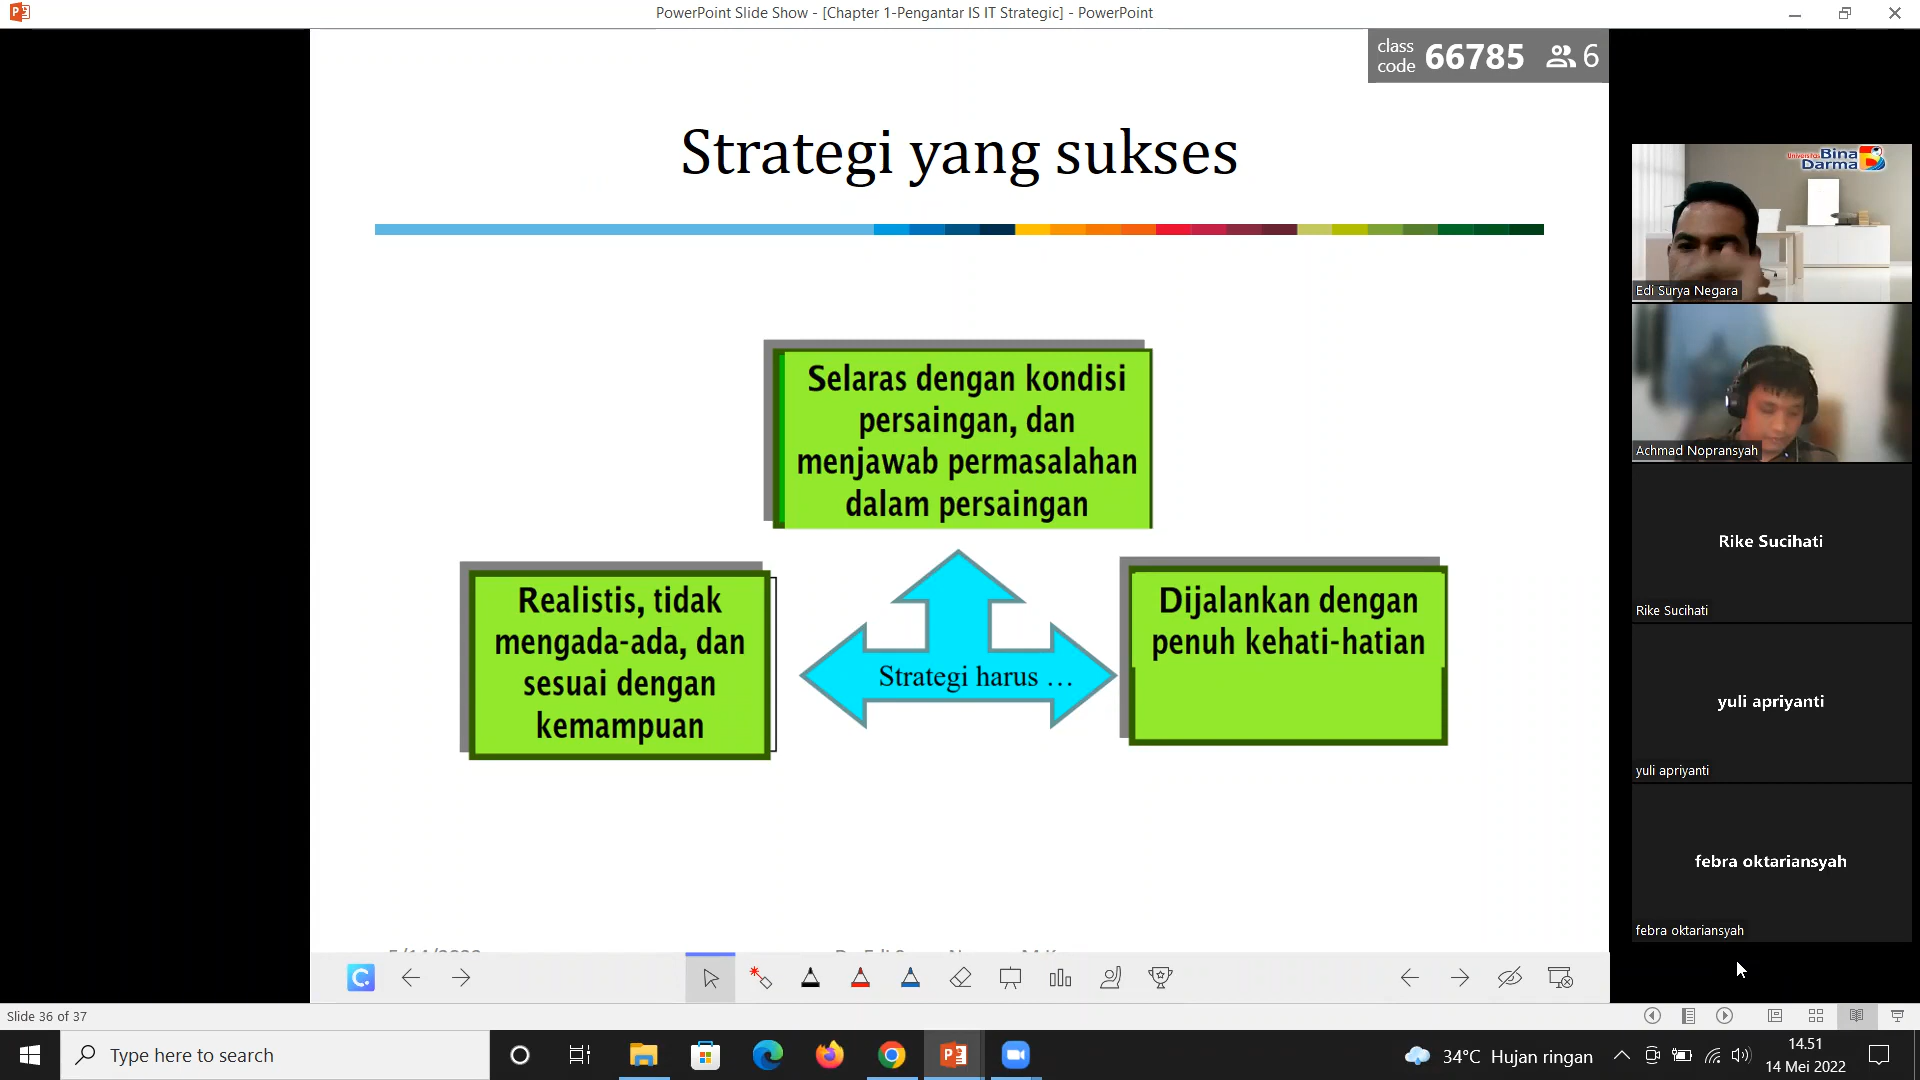 PowerPoint Slide Show - [Chapter 1-Pengantar IS IT Strategic] - PowerPoint
class code 66785 6
Strategi yang sukses
Selaras dengan kondisi
persaingan, dan
menjawab permasalahan
dalam persaingan
Realistis, tidak
mengada-ada, dan
sesuai dengan
kemampuan
Strategi harus ...
Dijalankan dengan
penuh kehati-hatian
Universitas Bina
Darma
Edi Surya Negara
Achmad Nopransyah
Rike Sucihati
Rike Sucihati
yuli apriyanti
yuli apriyanti
febra oktariansyah
febra oktariansyah
Slide 36 of 37
Type here to search
34°C Hujan ringan
14.51
14 Mei 2022